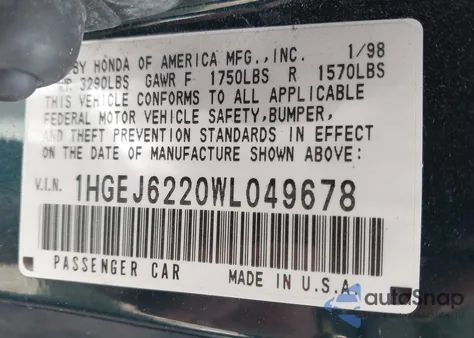 BY HONDA OF AMERICA MFG.,INC. 1/98
3290LBS GAWR F 1750LBS R 1570LBS
THIS VEHICLE CONFORMS TO ALL APPLICABLE
FEDERAL MOTOR VEHICLE SAFETY,BUMPER,
AND THEFT PREVENTION STANDARDS IN EFFECT
ON THE DATE OF MANUFACTURE SHOWN ABOVE:
V.I.N. 1HGEJ6220WL049678
PASSENGER CAR MADE IN U.S.A.
autoSnap